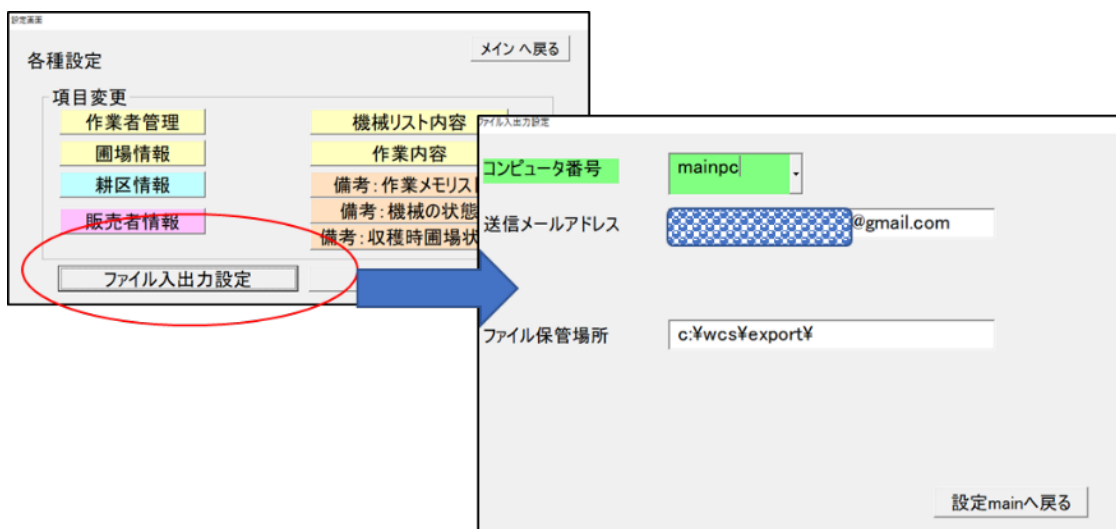 設定画面
各種設定
メイン へ戻る
項目変更
作業者管理
機械リスト内容
圃場情報
作業内容
耕区情報
備考:作業メモリス
販売者情報
備考:機械の状態
備考:収穫時圃場状
ファイル入出力設定
ファイル入出力設定
コンピュータ番号
mainpc
送信メールアドレス
@gmail.com
ファイル保管場所
c:¥wcs¥export¥
設定mainへ戻る